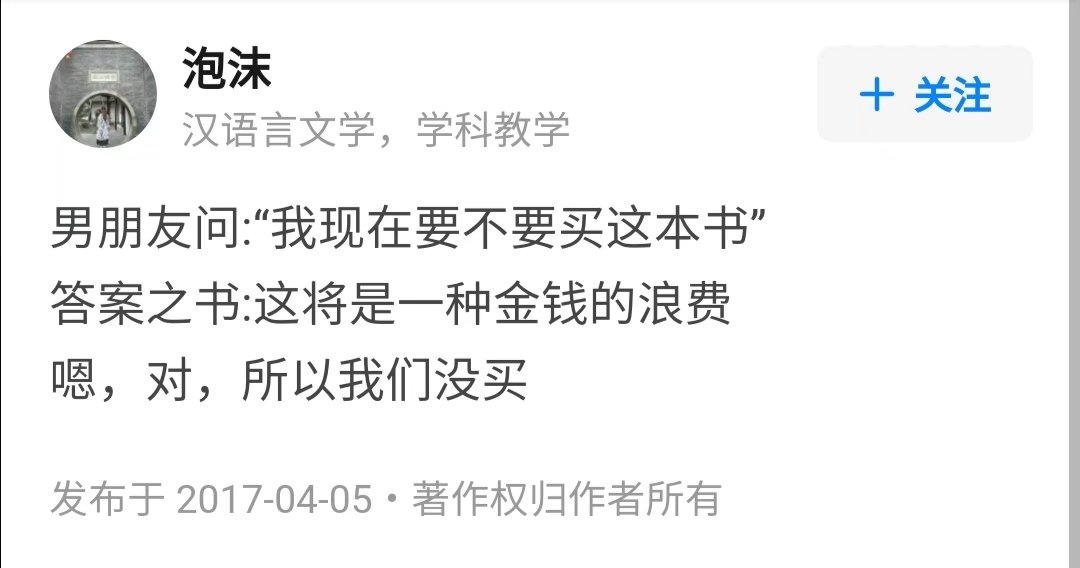 泡沫
汉语言文学，学科教学
+ 关注
男朋友问:“我现在要不要买这本书”
答案之书:这将是一种金钱的浪费
嗯，对，所以我们没买
发布于 2017-04-05 · 著作权归作者所有